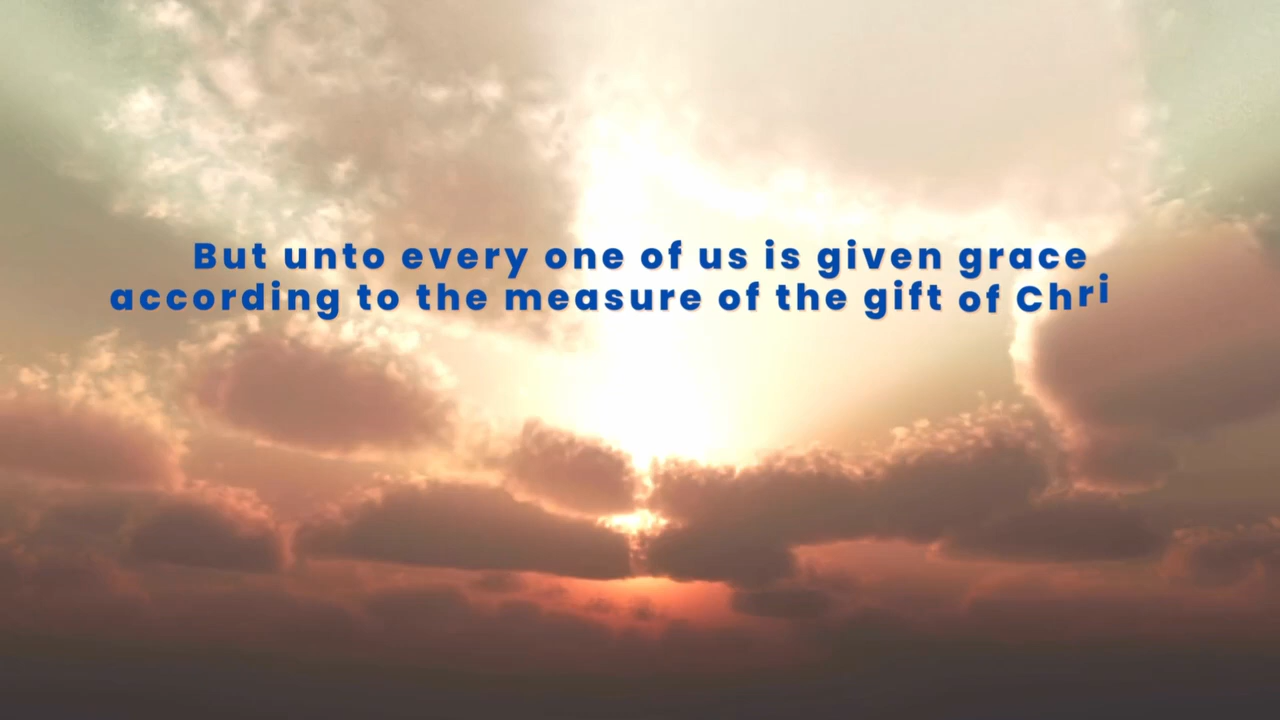 But unto every one of us is given grace
according to the measure of the gift of Chri